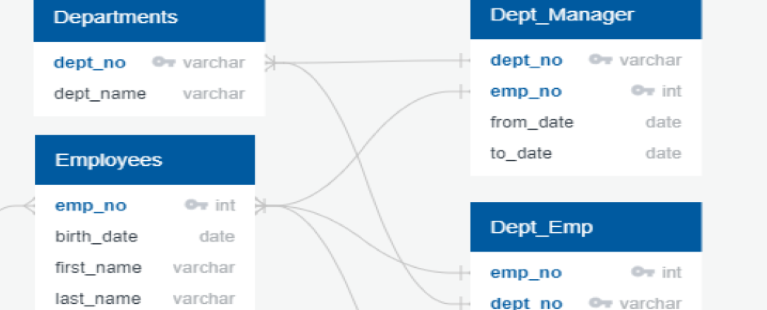 Departments
dept_no varchar
dept_name varchar
Employees
emp_no int
birth_date date
first_name varchar
last_name varchar
Dept_Manager
dept_no varchar
emp_no int
from_date date
to_date date
Dept_Emp
emp_no int
dept_no varchar